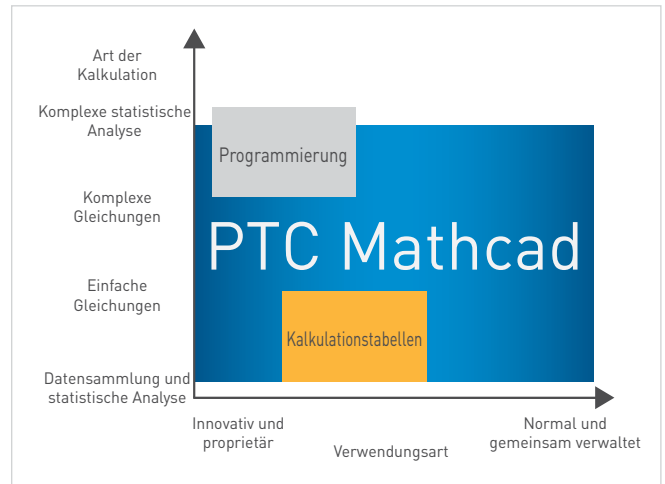 Art der
Kalkulation
Komplexe statistische
Analyse
Programmierung
Komplexe
Gleichungen
PTC Mathcad
Einfache
Gleichungen
Kalkulationstabellen
Datensammlung und
statistische Analyse
Innovativ und
proprietär
Verwendungsart
Normal und
gemeinsam verwaltet